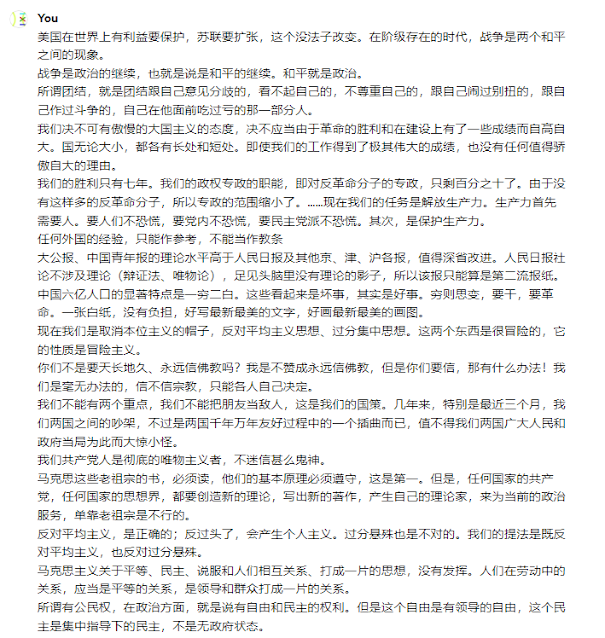 You
美国在世界上有利益要保护，苏联要扩张，这个没法子改变。在阶级存在的时代，战争是两个和平
之间的现象。
战争是政治的继续，也就是说是和平的继续。和平就是政治。
所谓团结，就是团结跟自己意见分歧的，看不起自己的，不尊重自己的，跟自己闹过别扭的，跟自
己作过斗争的，自己在他面前吃过亏的那一部分人。
我们决不可有傲慢的大国主义的态度，决不应当由于革命的胜利和在建设上有了一些成绩而自高自
大。国无论大小，都各有长处和短处。即使我们的工作得到了极其伟大的成绩，也没有任何值得骄
傲自大的理由。
我们的胜利只有七年。我们的政权专政的职能，即对反革命分子的专政，只剩百分之十了。由于没
有这样多的反革命分子，所以专政的范围缩小了。……现在我们的任务是解放生产力。生产力首先
需要人。要人们不恐慌，要党内不恐慌，要民主党派不恐慌。其次，是保护生产力。
任何外国的经验，只能作参考，不能当作教条
大公报、中国青年报的理论水平高于人民日报及其他京、津、沪各报，值得深省改进。人民日报社
论不涉及理论（辩证法、唯物论），足见头脑里没有理论的影子，所以该报只能算是第二流报纸。
中国六亿人口的显著特点是一穷二白。这些看起来是坏事，其实是好事。穷则思变，要干，要革
命。一张白纸，没有负担，好写最新最美的文字，好画最新最美的画图。
现在我们是取消本位主义的帽子，反对平均主义思想、过分集中思想。这两个东西是很冒险的，它
的性质是冒险主义。
你们不是要天长地久、永远信佛教吗？我是不赞成永远信佛教，但是你们要信，那有什么办法！我
们是毫无办法的，信不信宗教，只能各人自己决定。
我们不能有两个重点，我们不能把朋友当敌人，这是我们的国策。几年来，特别是最近三个月，我
们两国之间的吵架，不过是两国千年万年友好过程中的一个插曲而已，值不得我们两国广大人民和
政府当局为此而大惊小怪。
我们共产党人是彻底的唯物主义者，不迷信甚么鬼神。
马克思这些老祖宗的书，必须读，他们的基本原理必须遵守，这是第一。但是，任何国家的共产
党，任何国家的思想界，都要创造新的理论，写出新的著作，产生自己的理论家，来为当前的政治
服务，单靠老祖宗是不行的。
反对平均主义，是正确的；反过头了，会产生个人主义。过分悬殊也是不对的。我们的提法是既反
对平均主义，也反对过分悬殊。
马克思主义关于平等、民主、说服和人们相互关系、打成一片的思想，没有发挥。人们在劳动中的
关系，应当是平等的关系，是领导和群众打成一片的关系。
所谓有公民权，在政治方面，就是说有自由和民主的权利。但是这个自由是有领导的自由，这个民
主是集中指导下的民主，不是无政府状态。